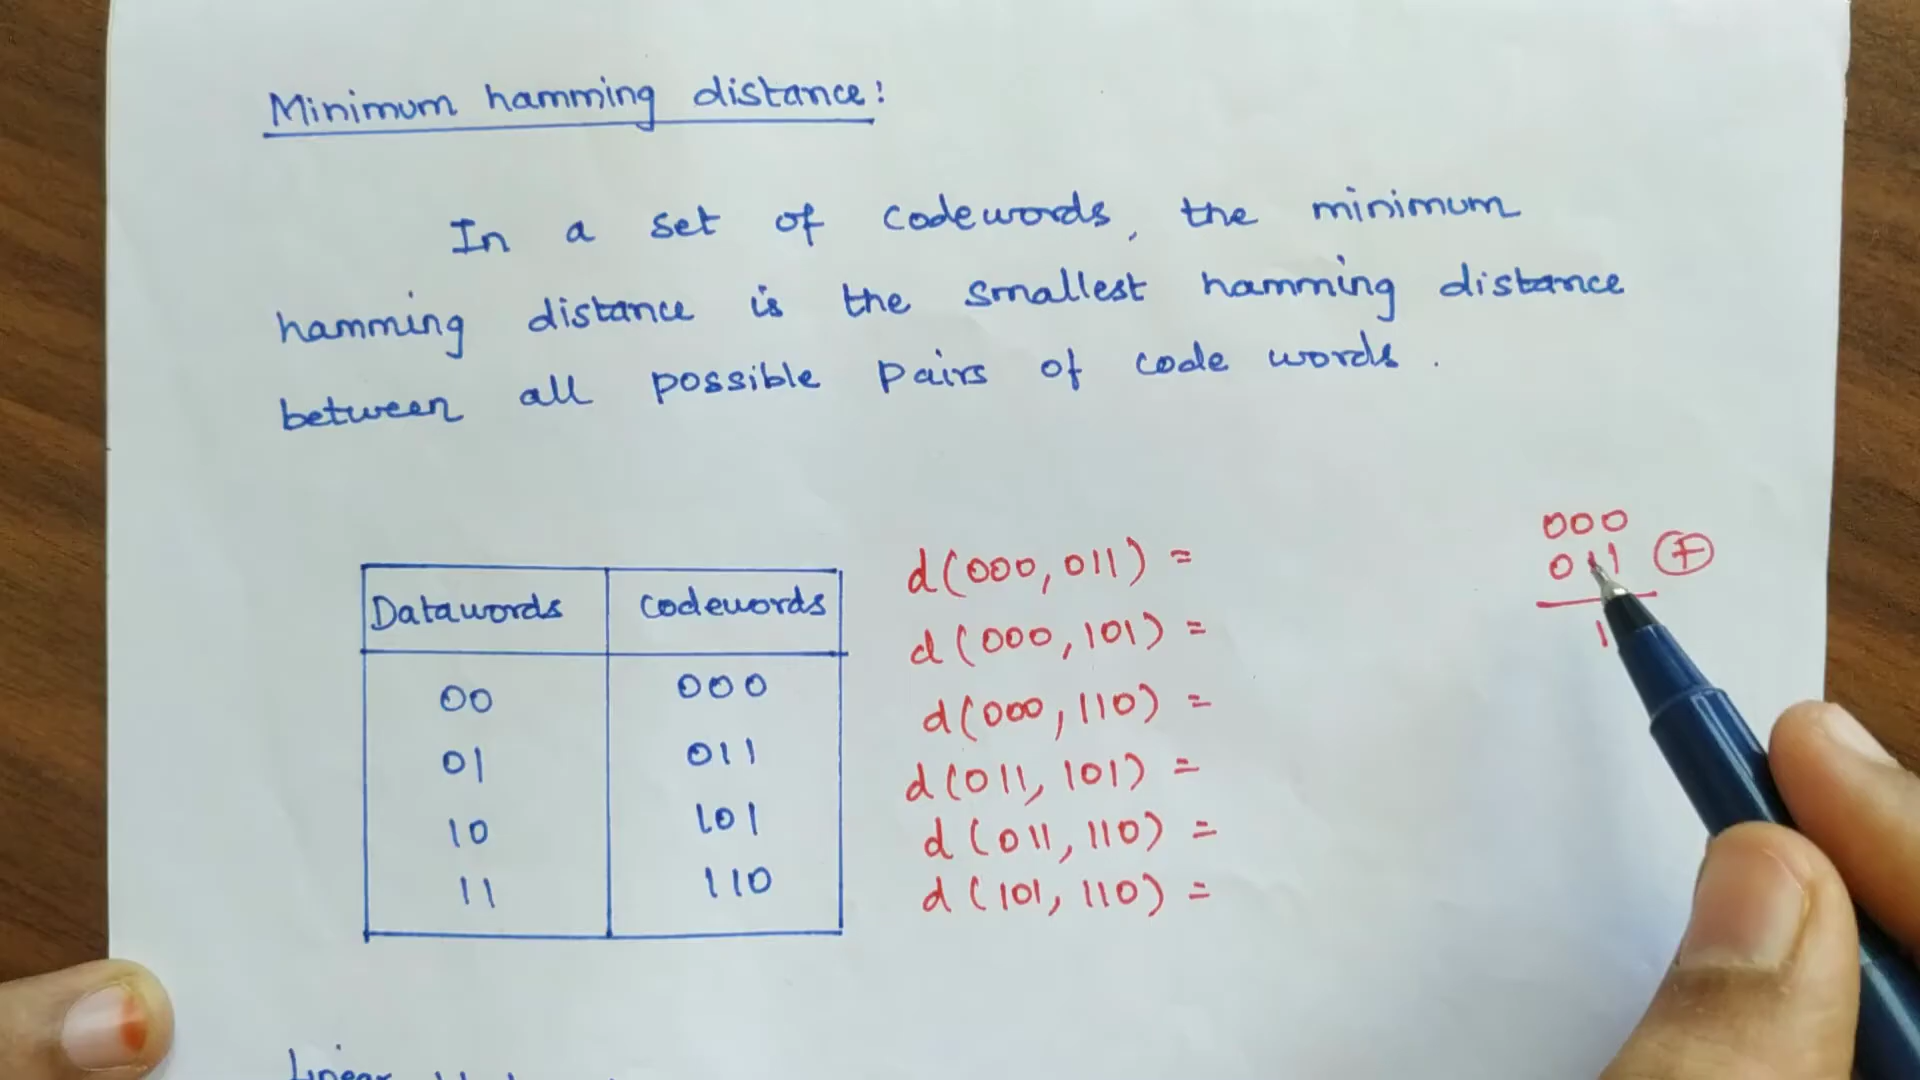 Minimum hamming distance:
In a set of codewords, the minimum
hamming distance is the smallest hamming distance
between all possible pairs of code words.
Datawords codewords
00 000
01 011
10 101
11 110
d(000,011) =
d(000,101) =
d(000,110) =
d(011,101) =
d(011,110) =
d(101,110) =
000
011 ⊕
1
Linear